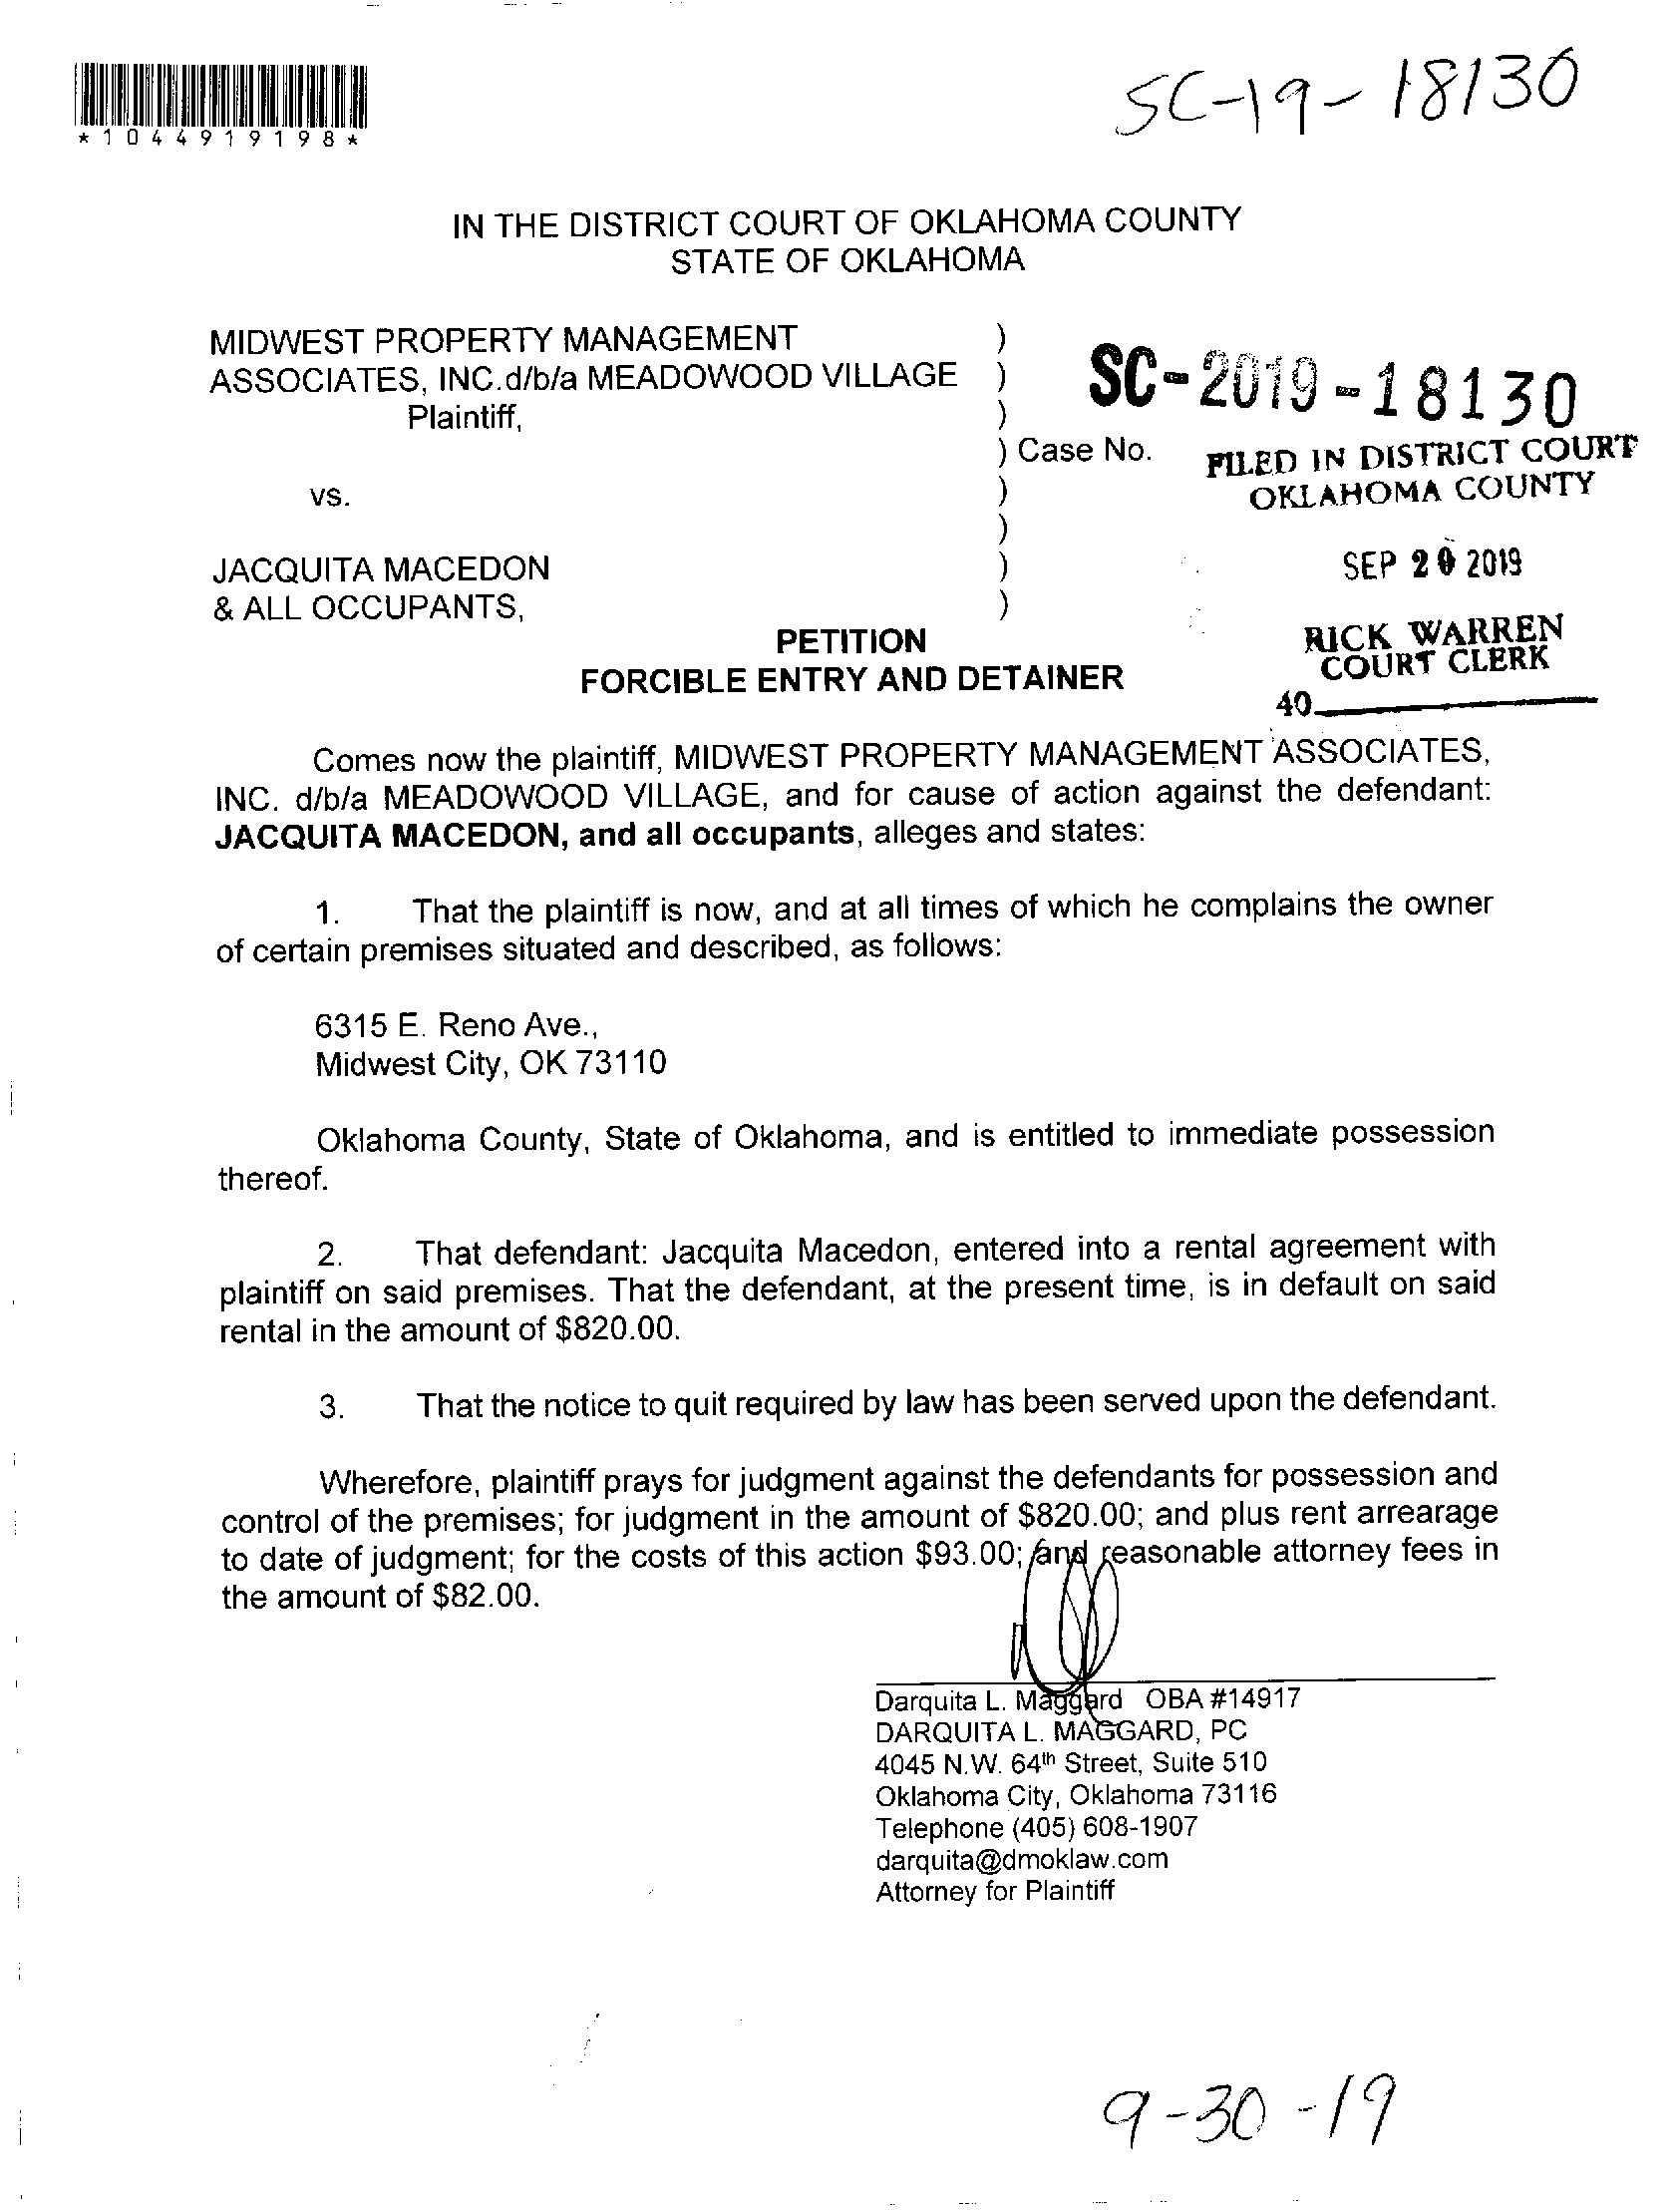 SC-19-18130
*1044919198*
IN THE DISTRICT COURT OF OKLAHOMA COUNTY
STATE OF OKLAHOMA
MIDWEST PROPERTY MANAGEMENT )
ASSOCIATES, INC.d/b/a MEADOWOOD VILLAGE )
Plaintiff, )
SC-2019-18130
) Case No.
FILED IN DISTRICT COURT
OKLAHOMA COUNTY
vs. )
)
SEP 20 2019
JACQUITA MACEDON )
& ALL OCCUPANTS, )
RICK WARREN
COURT CLERK
40
PETITION
FORCIBLE ENTRY AND DETAINER
Comes now the plaintiff, MIDWEST PROPERTY MANAGEMENT ASSOCIATES,
INC. d/b/a MEADOWOOD VILLAGE, and for cause of action against the defendant:
JACQUITA MACEDON, and all occupants, alleges and states:
1. That the plaintiff is now, and at all times of which he complains the owner
of certain premises situated and described, as follows:
6315 E. Reno Ave.,
Midwest City, OK 73110
Oklahoma County, State of Oklahoma, and is entitled to immediate possession
thereof.
2. That defendant: Jacquita Macedon, entered into a rental agreement with
plaintiff on said premises. That the defendant, at the present time, is in default on said
rental in the amount of $820.00.
3. That the notice to quit required by law has been served upon the defendant.
Wherefore, plaintiff prays for judgment against the defendants for possession and
control of the premises; for judgment in the amount of $820.00; and plus rent arrearage
to date of judgment; for the costs of this action $93.00; and reasonable attorney fees in
the amount of $82.00.
Darquita L. Maggard OBA #14917
DARQUITA L. MAGGARD, PC
4045 N.W. 64th Street, Suite 510
Oklahoma City, Oklahoma 73116
Telephone (405) 608-1907
darquita@dmoklaw.com
Attorney for Plaintiff
9-30-19